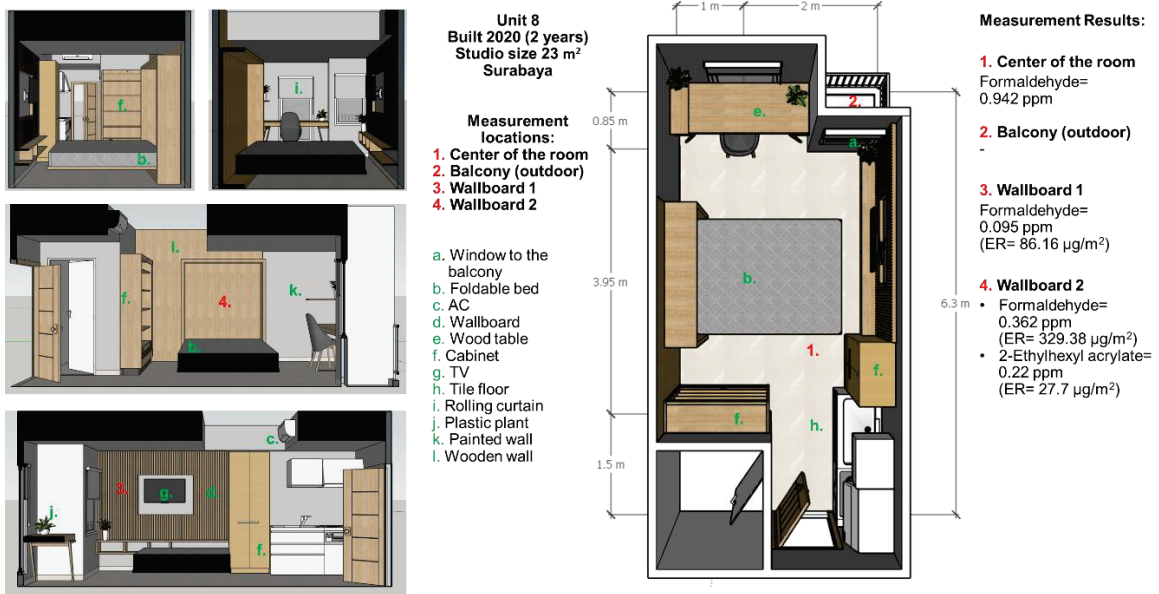 f.
b.
i.
l.
f.
4.
k.
b.
c.
3.
g.
d.
j.
f.
Unit 8
Built 2020 (2 years)
Studio size 23 m²
Surabaya
Measurement
locations:
1. Center of the room
2. Balcony (outdoor)
3. Wallboard 1
4. Wallboard 2
a. Window to the
balcony
b. Foldable bed
c. AC
d. Wallboard
e. Wood table
f. Cabinet
g. TV
h. Tile floor
i. Rolling curtain
j. Plastic plant
k. Painted wall
l. Wooden wall
1 m
2 m
0.85 m
3.95 m
1.5 m
6.3 m
e.
2.
a.
b.
1.
f.
f.
h.
Measurement Results:
1. Center of the room
Formaldehyde=
0.942 ppm
2. Balcony (outdoor)
-
3. Wallboard 1
Formaldehyde=
0.095 ppm
(ER= 86.16 µg/m²)
4. Wallboard 2
• Formaldehyde=
0.362 ppm
(ER= 329.38 µg/m²)
• 2-Ethylhexyl acrylate=
0.22 ppm
(ER= 27.7 µg/m²)